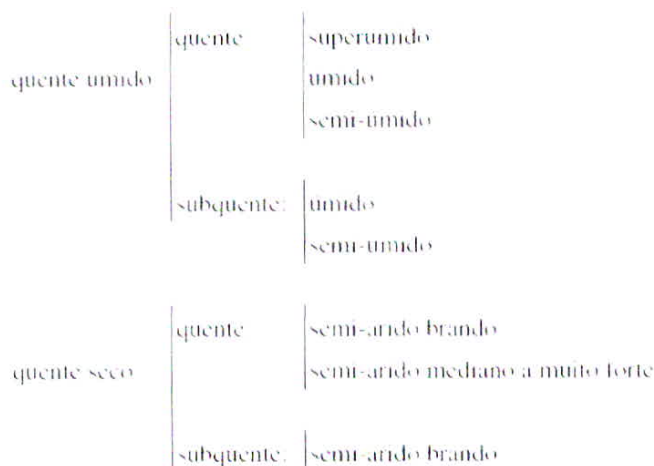 quente superumido
quente umido umido
semi-umido
subquente: umido
semi-umido
quente semi-arido brando
quente seco semi-arido mediano a muito forte
subquente: semi-arido brando